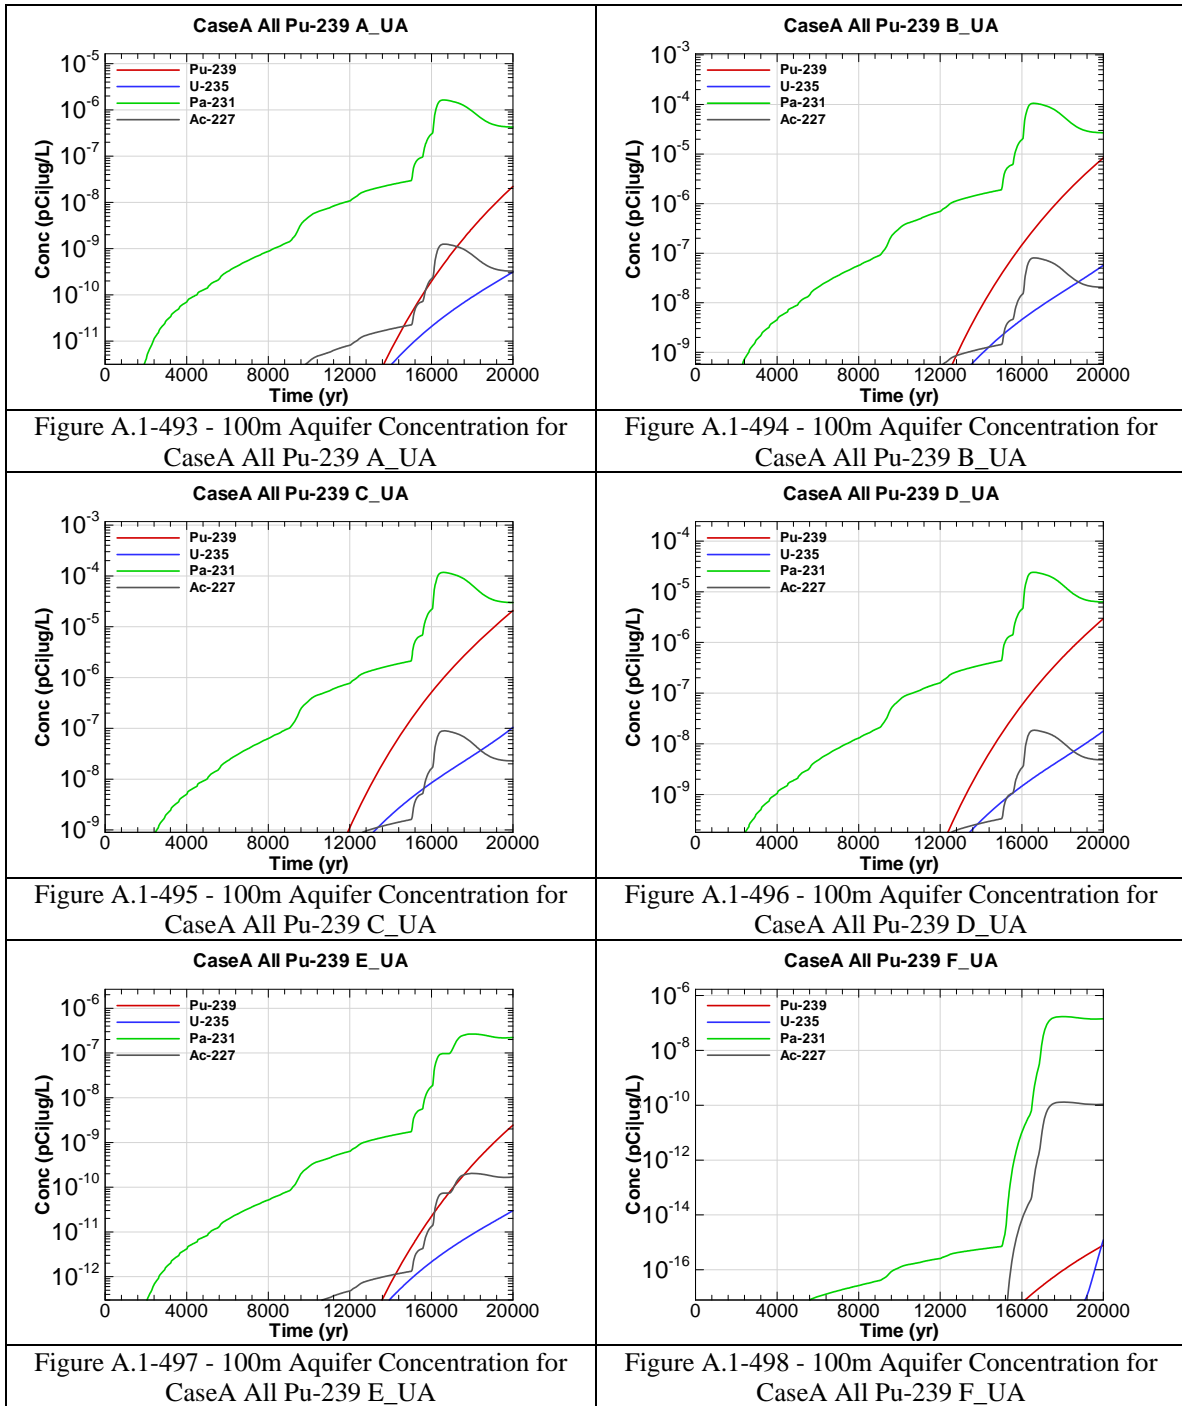 CaseA All Pu-239 A_UA
Conc (pCi|ug/L)
10^-5
10^-6
10^-7
10^-8
10^-9
10^-10
10^-11
Pu-239
U-235
Pa-231
Ac-227
0 4000 8000 12000 16000 20000
Time (yr)
Figure A.1-493 - 100m Aquifer Concentration for
CaseA All Pu-239 A_UA
CaseA All Pu-239 B_UA
Conc (pCi|ug/L)
10^-3
10^-4
10^-5
10^-6
10^-7
10^-8
10^-9
Pu-239
U-235
Pa-231
Ac-227
0 4000 8000 12000 16000 20000
Time (yr)
Figure A.1-494 - 100m Aquifer Concentration for
CaseA All Pu-239 B_UA
CaseA All Pu-239 C_UA
Conc (pCi|ug/L)
10^-3
10^-4
10^-5
10^-6
10^-7
10^-8
10^-9
Pu-239
U-235
Pa-231
Ac-227
0 4000 8000 12000 16000 20000
Time (yr)
Figure A.1-495 - 100m Aquifer Concentration for
CaseA All Pu-239 C_UA
CaseA All Pu-239 D_UA
Conc (pCi|ug/L)
10^-4
10^-5
10^-6
10^-7
10^-8
10^-9
Pu-239
U-235
Pa-231
Ac-227
0 4000 8000 12000 16000 20000
Time (yr)
Figure A.1-496 - 100m Aquifer Concentration for
CaseA All Pu-239 D_UA
CaseA All Pu-239 E_UA
Conc (pCi|ug/L)
10^-6
10^-7
10^-8
10^-9
10^-10
10^-11
10^-12
Pu-239
U-235
Pa-231
Ac-227
0 4000 8000 12000 16000 20000
Time (yr)
Figure A.1-497 - 100m Aquifer Concentration for
CaseA All Pu-239 E_UA
CaseA All Pu-239 F_UA
Conc (pCi|ug/L)
10^-6
10^-8
10^-10
10^-12
10^-14
10^-16
Pu-239
U-235
Pa-231
Ac-227
0 4000 8000 12000 16000 20000
Time (yr)
Figure A.1-498 - 100m Aquifer Concentration for
CaseA All Pu-239 F_UA